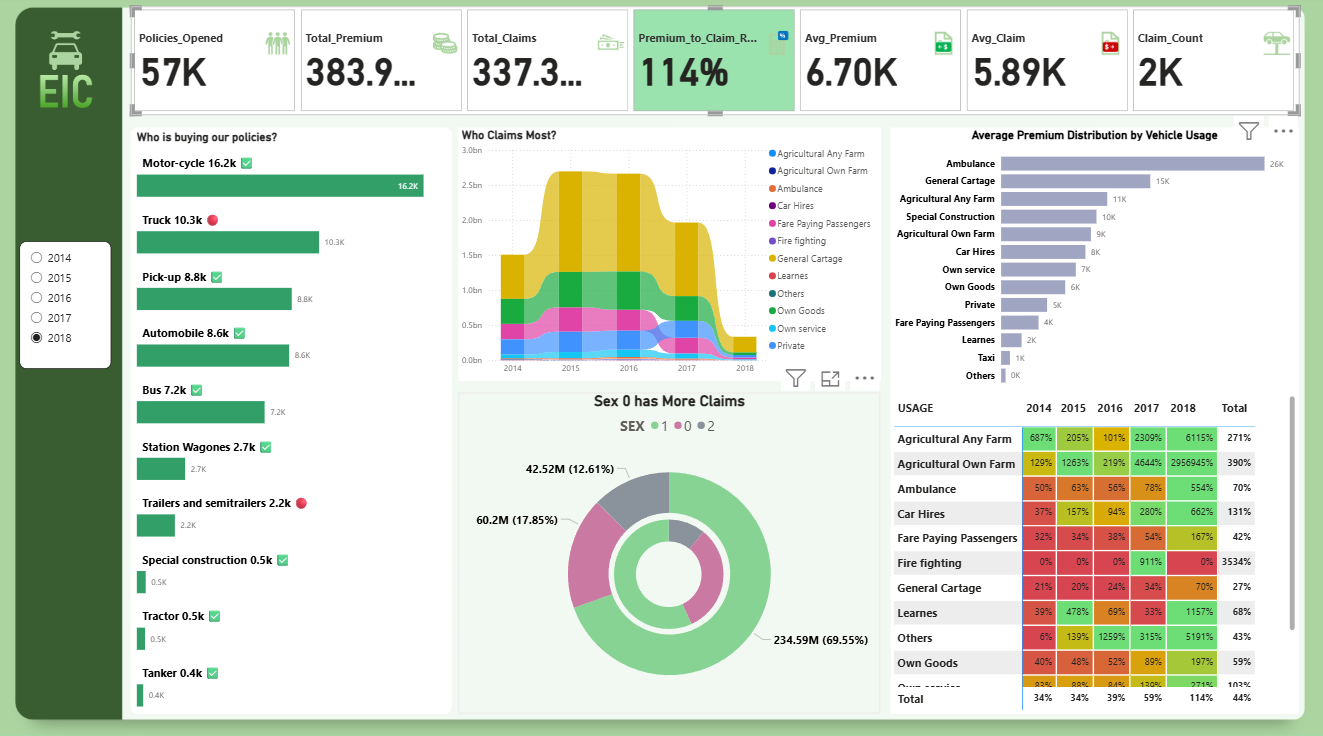 EIC
2014
2015
2016
2017
2018
Policies_Opened
57K
Total_Premium
383.9...
Total_Claims
337.3...
Premium_to_Claim_R...
%
114%
Avg_Premium
6.70K
Avg_Claim
5.89K
Claim_Count
2K
Who is buying our policies?
Motor-cycle 16.2k ✅
16.2K
Truck 10.3k 🔴
10.3K
Pick-up 8.8k ✅
8.8K
Automobile 8.6k ✅
8.6K
Bus 7.2k ✅
7.2K
Station Wagones 2.7k ✅
2.7K
Trailers and semitrailers 2.2k 🔴
2.2K
Special construction 0.5k ✅
0.5K
Tractor 0.5k ✅
0.5K
Tanker 0.4k ✅
0.4K
Who Claims Most?
3.0bn
2.5bn
2.0bn
1.5bn
1.0bn
0.5bn
0.0bn
2014 2015 2016 2017 2018
Agricultural Any Farm
Agricultural Own Farm
Ambulance
Car Hires
Fare Paying Passengers
Fire fighting
General Cartage
Learnes
Others
Own Goods
Own service
Private
Sex 0 has More Claims
SEX 1 0 2
42.52M (12.61%)
60.2M (17.85%)
234.59M (69.55%)
Average Premium Distribution by Vehicle Usage
Ambulance 26K
General Cartage 15K
Agricultural Any Farm 11K
Special Construction 10K
Agricultural Own Farm 9K
Car Hires 8K
Own service 7K
Own Goods 6K
Private 5K
Fare Paying Passengers 4K
Learnes 2K
Taxi 1K
Others 0K
USAGE 2014 2015 2016 2017 2018 Total
Agricultural Any Farm 687% 205% 101% 2309% 6115% 271%
Agricultural Own Farm 129% 1263% 219% 4644% 2956945% 390%
Ambulance 50% 63% 56% 78% 554% 70%
Car Hires 37% 157% 94% 280% 662% 131%
Fare Paying Passengers 32% 34% 38% 54% 167% 42%
Fire fighting 0% 0% 0% 911% 0% 3534%
General Cartage 21% 20% 24% 34% 70% 27%
Learnes 39% 478% 69% 33% 1157% 68%
Others 6% 139% 1259% 315% 5191% 43%
Own Goods 40% 48% 52% 89% 197% 59%
Own service 83% 88% 84% 139% 271% 103%
Total 34% 34% 39% 59% 114% 44%